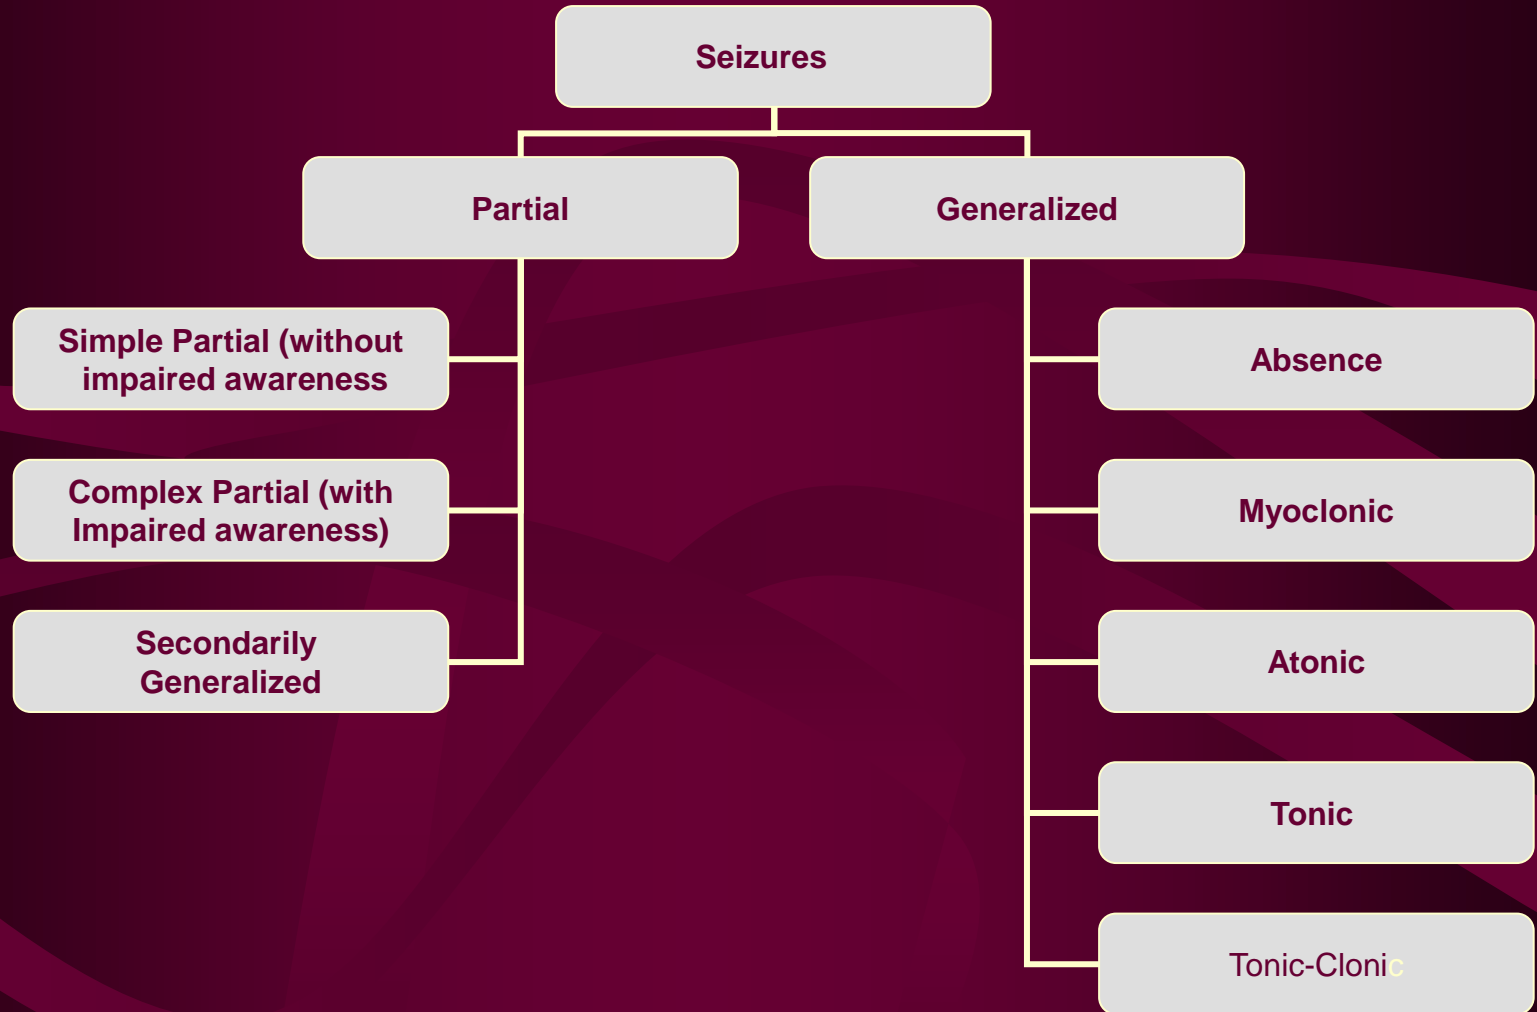 Seizures
Partial
Generalized
Simple Partial (without
impaired awareness
Complex Partial (with
Impaired awareness)
Secondarily
Generalized
Absence
Myoclonic
Atonic
Tonic
Tonic-Clonic